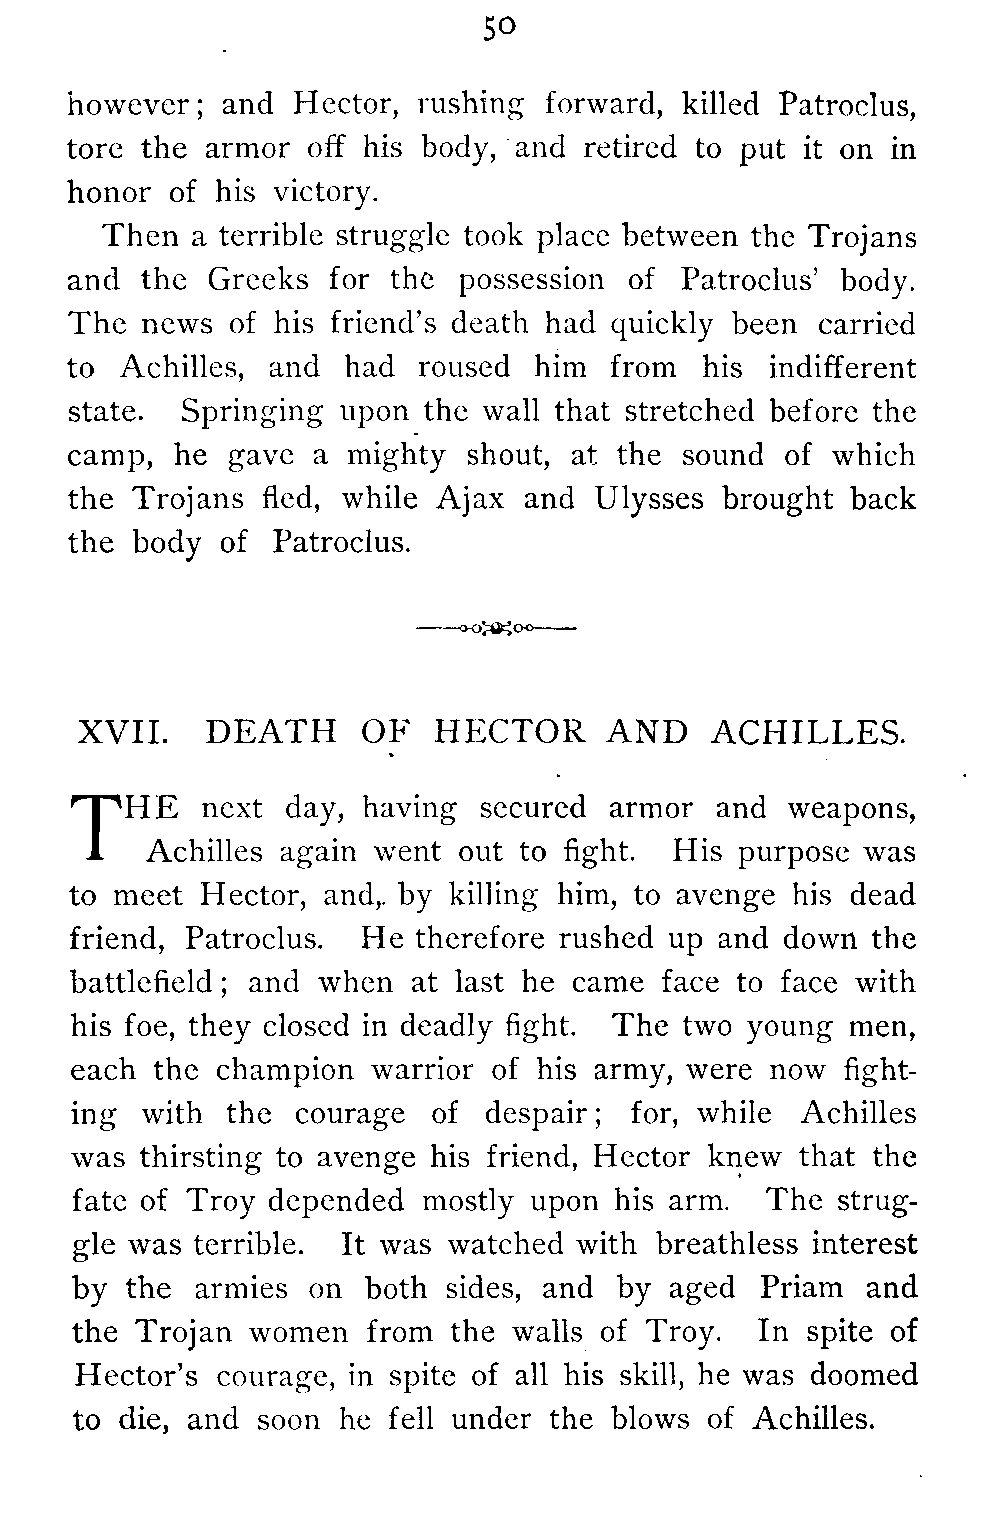 50
however; and Hector, rushing forward, killed Patroclus,
tore the armor off his body, and retired to put it on in
honor of his victory.
Then a terrible struggle took place between the Trojans
and the Greeks for the possession of Patroclus' body.
The news of his friend's death had quickly been carried
to Achilles, and had roused him from his indifferent
state. Springing upon the wall that stretched before the
camp, he gave a mighty shout, at the sound of which
the Trojans fled, while Ajax and Ulysses brought back
the body of Patroclus.
XVII. DEATH OF HECTOR AND ACHILLES.
THE next day, having secured armor and weapons,
Achilles again went out to fight. His purpose was
to meet Hector, and, by killing him, to avenge his dead
friend, Patroclus. He therefore rushed up and down the
battlefield; and when at last he came face to face with
his foe, they closed in deadly fight. The two young men,
each the champion warrior of his army, were now fight-
ing with the courage of despair; for, while Achilles
was thirsting to avenge his friend, Hector knew that the
fate of Troy depended mostly upon his arm. The strug-
gle was terrible. It was watched with breathless interest
by the armies on both sides, and by aged Priam and
the Trojan women from the walls of Troy. In spite of
Hector's courage, in spite of all his skill, he was doomed
to die, and soon he fell under the blows of Achilles.